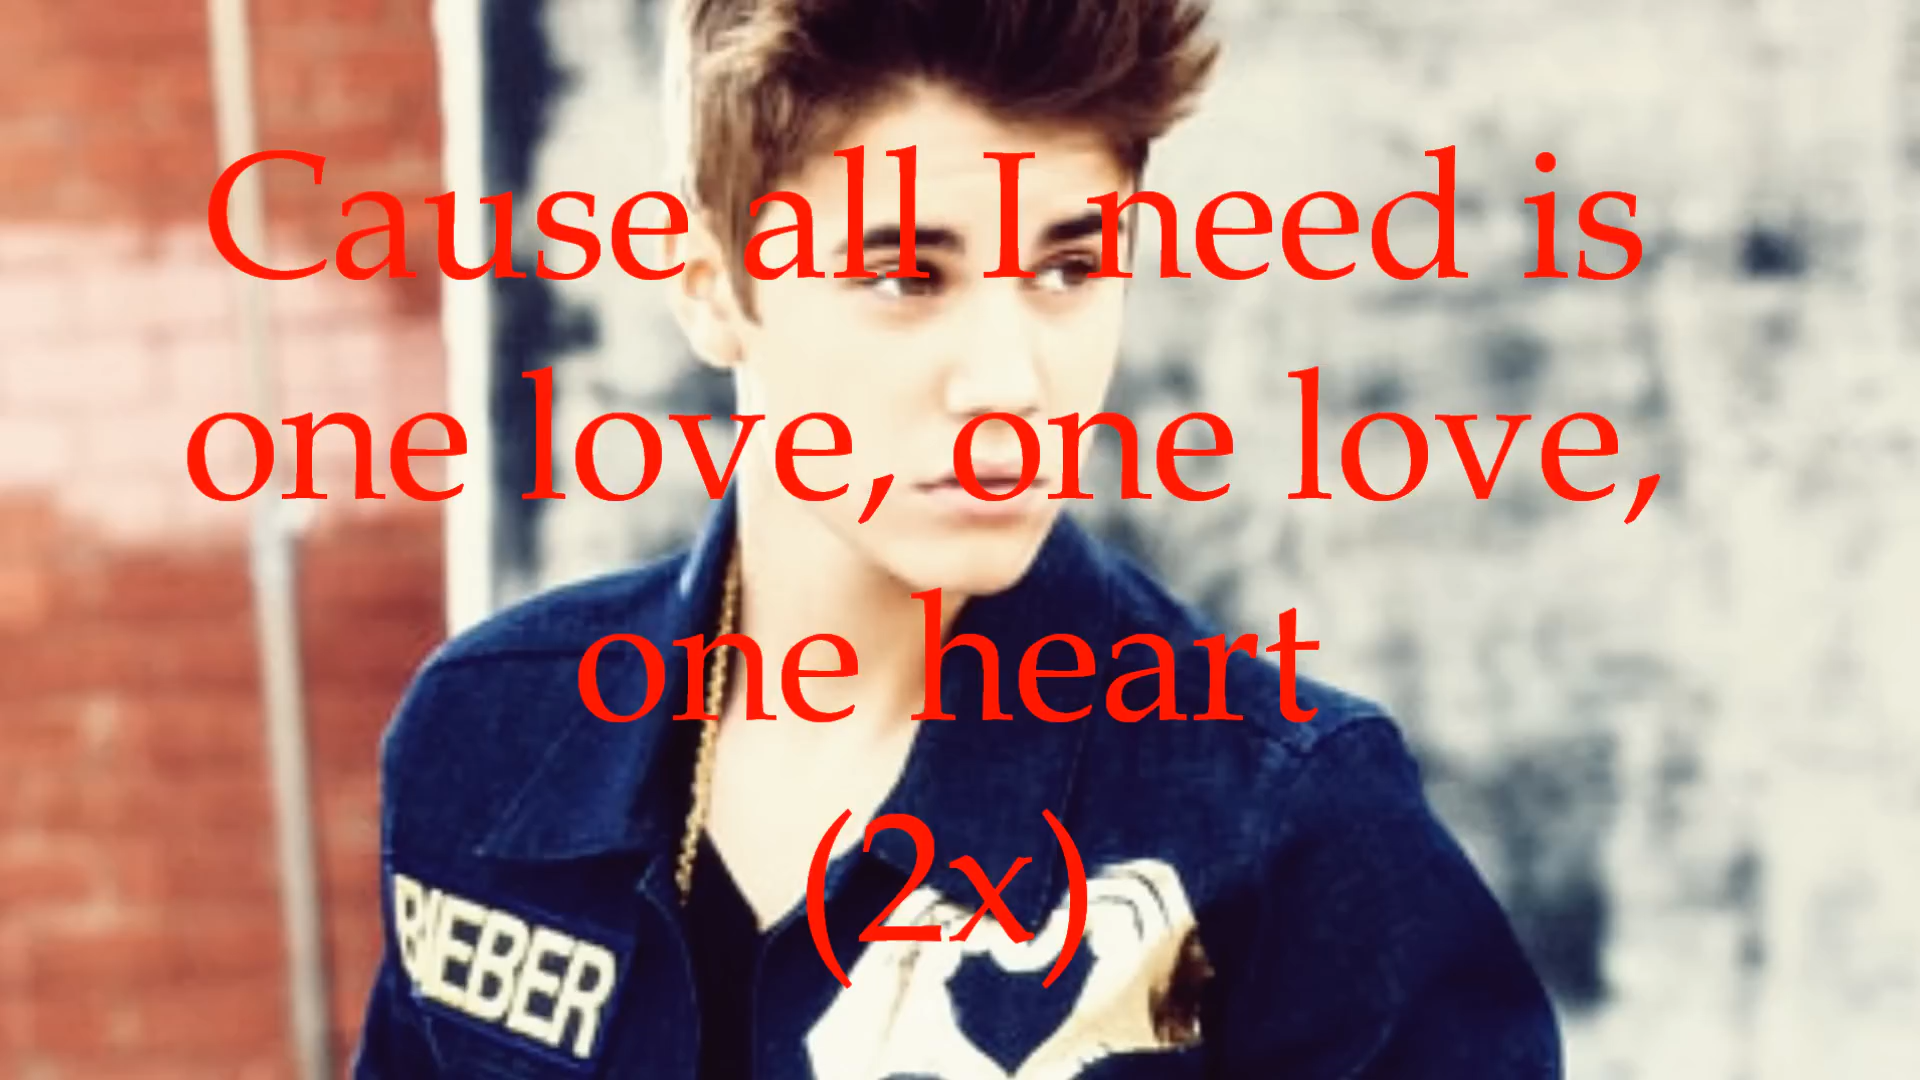 Cause all I need is
one love, one love,
one heart
(2x)
BIEBER